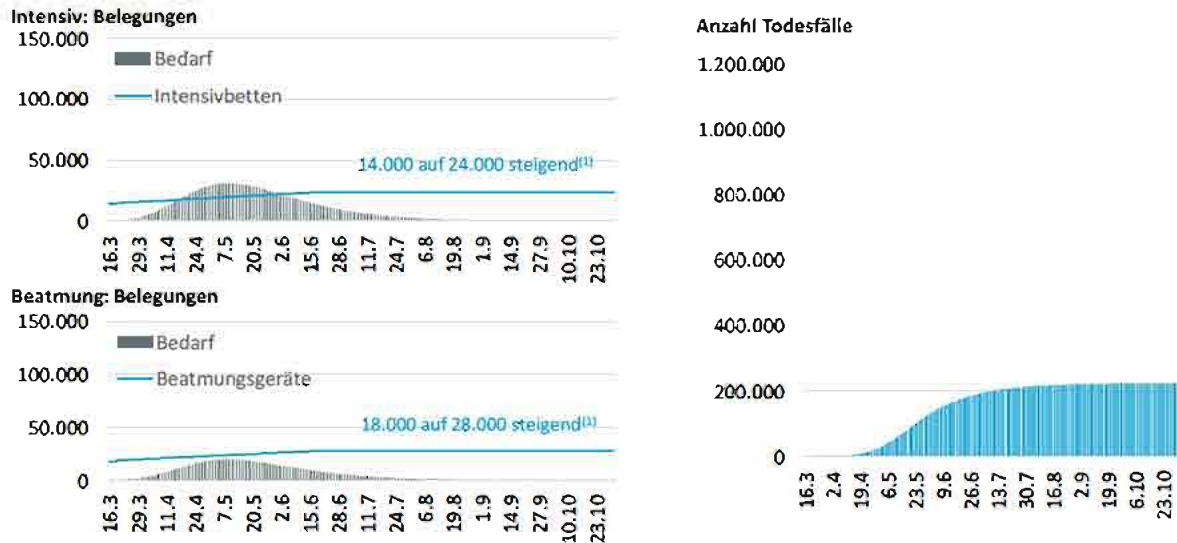 Intensiv: Belegungen
150.000
100.000
50.000
0
Bedarf
Intensivbetten
14.000 auf 24.000 steigend(1)
16.3 29.3 11.4 24.4 7.5 20.5 2.6 15.6 28.6 11.7 24.7 6.8 19.8 1.9 14.9 27.9 10.10 23.10
Beatmung: Belegungen
150.000
100.000
50.000
0
Bedarf
Beatmungsgeräte
18.000 auf 28.000 steigend(1)
16.3 29.3 11.4 24.4 7.5 20.5 2.6 15.6 28.6 11.7 24.7 6.8 19.8 1.9 14.9 27.9 10.10 23.10
Anzahl Todesfälle
1.200.000
1.000.000
800.000
600.000
400.000
200.000
0
16.3 2.4 19.4 6.5 23.5 9.6 26.6 13.7 30.7 16.8 2.9 19.9 6.10 23.10